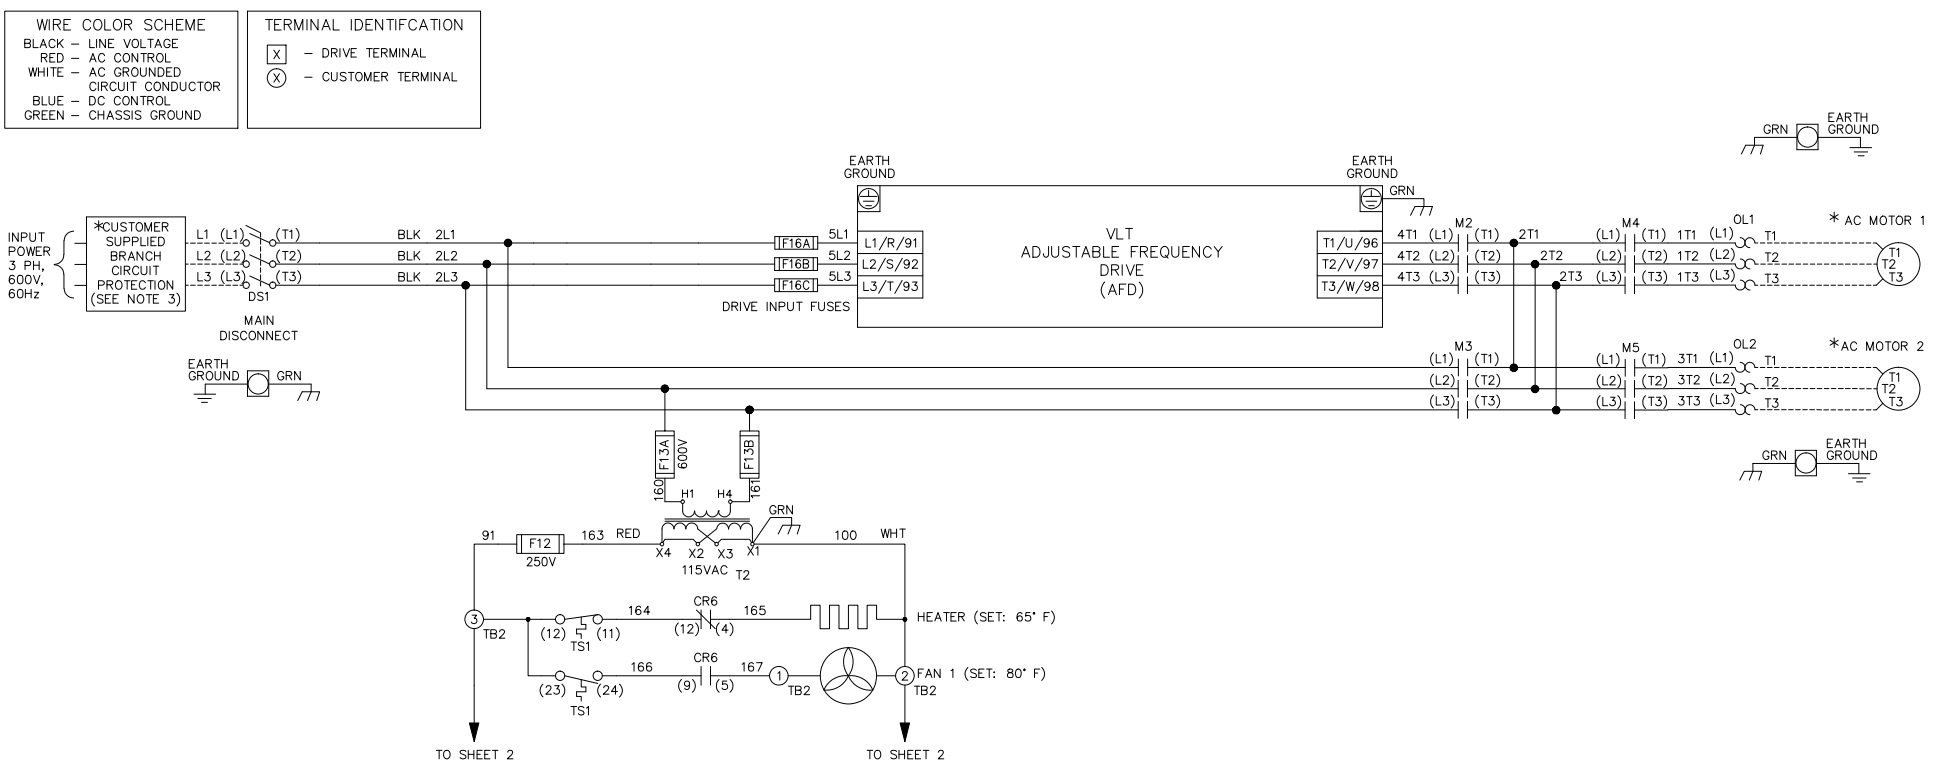 WIRE COLOR SCHEME
BLACK – LINE VOLTAGE
RED – AC CONTROL
WHITE – AC GROUNDED
CIRCUIT CONDUCTOR
BLUE – DC CONTROL
GREEN – CHASSIS GROUND
TERMINAL IDENTIFCATION
X – DRIVE TERMINAL
X – CUSTOMER TERMINAL
INPUT
POWER
3 PH,
600V,
60Hz
*CUSTOMER
SUPPLIED
BRANCH
CIRCUIT
PROTECTION
(SEE NOTE 3)
L1 (L1) (T1) BLK 2L1
L2 (L2) (T2) BLK 2L2
L3 (L3) (T3) BLK 2L3
DS1
MAIN
DISCONNECT
EARTH
GROUND GRN
F16A 5L1
F16B 5L2
F16C 5L3
DRIVE INPUT FUSES
EARTH
GROUND
L1/R/91
L2/S/92
L3/T/93
VLT
ADJUSTABLE FREQUENCY
DRIVE
(AFD)
EARTH
GROUND
GRN
T1/U/96
T2/V/97
T3/W/98
M2
4T1 (L1) (T1) 2T1
4T2 (L2) (T2) 2T2
4T3 (L3) (T3) 2T3
M4
(L1) (T1) 1T1 (L1) T1
(L2) (T2) 1T2 (L2) T2
(L3) (T3) 1T3 (L3) T3
OL1
* AC MOTOR 1
T1
T2
T3
GRN
EARTH
GROUND
M3
(L1) (T1)
(L2) (T2)
(L3) (T3)
M5
(L1) (T1) 3T1 (L1) T1
(L2) (T2) 3T2 (L2) T2
(L3) (T3) 3T3 (L3) T3
OL2
*AC MOTOR 2
T1
T2
T3
GRN
EARTH
GROUND
F13A
600V
F13B
160
161
H1 H4
GRN
91 F12 163 RED
250V
X4 X2 X3 X1
115VAC T2
100 WHT
3
TB2
(12) (11)
TS1
164
CR6
(12) (4)
165
HEATER (SET: 65° F)
(23) (24)
TS1
166
CR6
(9) (5)
167
1
TB2
2
TB2
FAN 1 (SET: 80° F)
TO SHEET 2
TO SHEET 2